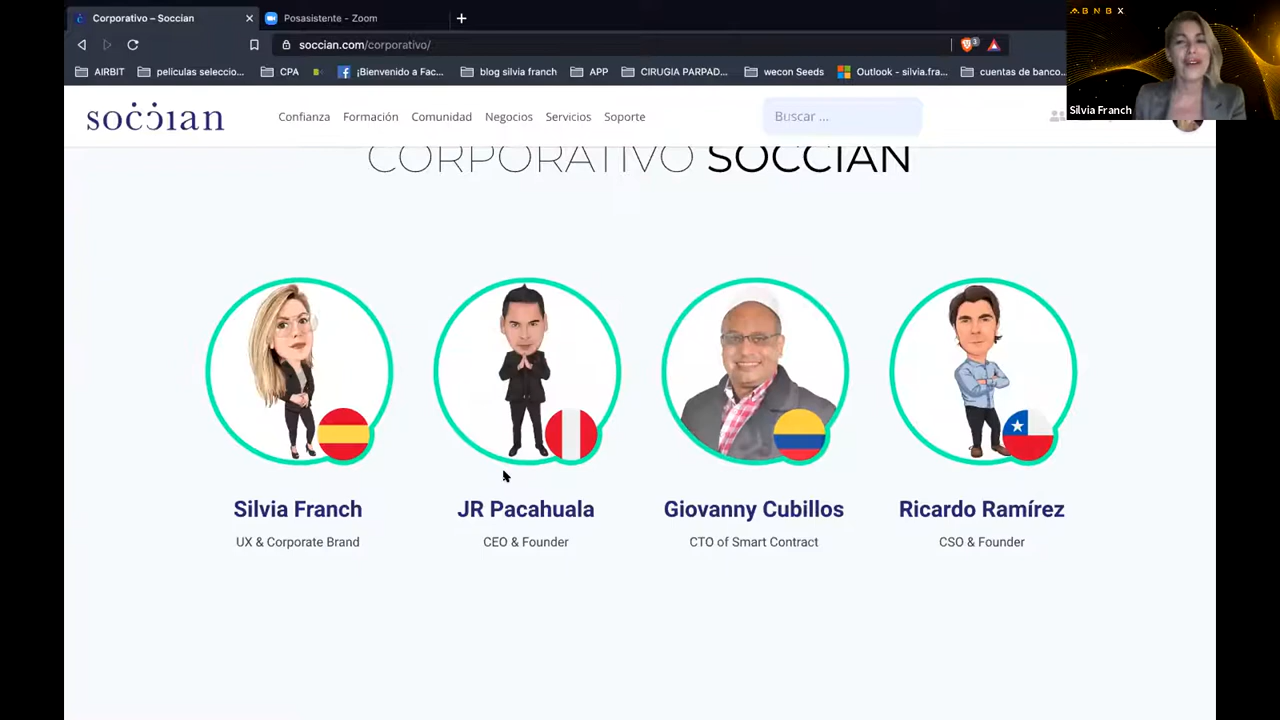 Corporativo – Soccian
Posasistente - Zoom
soccian.com/corporativo/
3
AIRBIT
películas seleccio...
CPA
¡Bienvenido a Fac...
blog silvia franch
APP
CIRUGIA PARPAD...
wecon Seeds
Outlook - silvia.fra...
cuentas de banco...
ABNBX
Silvia Franch
soccian
Confianza
Formación
Comunidad
Negocios
Servicios
Soporte
Buscar ...
CORPORATIVO SOCCIAN
Silvia Franch
UX & Corporate Brand
JR Pacahuala
CEO & Founder
Giovanny Cubillos
CTO of Smart Contract
Ricardo Ramírez
CSO & Founder